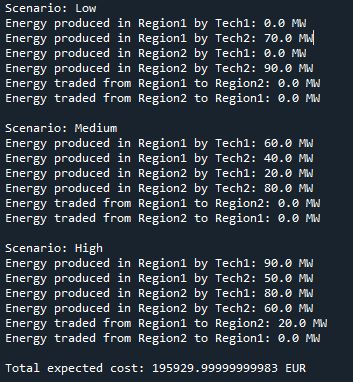 Scenario: Low
Energy produced in Region1 by Tech1: 0.0 MW
Energy produced in Region1 by Tech2: 70.0 MW
Energy produced in Region2 by Tech1: 0.0 MW
Energy produced in Region2 by Tech2: 90.0 MW
Energy traded from Region1 to Region2: 0.0 MW
Energy traded from Region2 to Region1: 0.0 MW
Scenario: Medium
Energy produced in Region1 by Tech1: 60.0 MW
Energy produced in Region1 by Tech2: 40.0 MW
Energy produced in Region2 by Tech1: 20.0 MW
Energy produced in Region2 by Tech2: 80.0 MW
Energy traded from Region1 to Region2: 0.0 MW
Energy traded from Region2 to Region1: 0.0 MW
Scenario: High
Energy produced in Region1 by Tech1: 90.0 MW
Energy produced in Region1 by Tech2: 50.0 MW
Energy produced in Region2 by Tech1: 80.0 MW
Energy produced in Region2 by Tech2: 60.0 MW
Energy traded from Region1 to Region2: 20.0 MW
Energy traded from Region2 to Region1: 0.0 MW
Total expected cost: 195929.99999999983 EUR